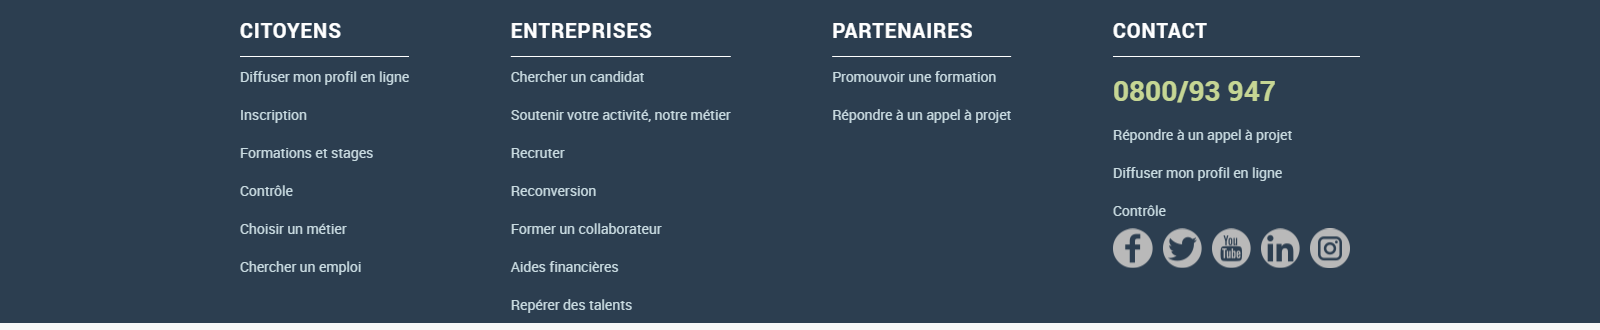 CITOYENS
Diffuser mon profil en ligne
Inscription
Formations et stages
Contrôle
Choisir un métier
Chercher un emploi
ENTREPRISES
Chercher un candidat
Soutenir votre activité, notre métier
Recruter
Reconversion
Former un collaborateur
Aides financières
Repérer des talents
PARTENAIRES
Promouvoir une formation
Répondre à un appel à projet
CONTACT
0800/93 947
Répondre à un appel à projet
Diffuser mon profil en ligne
Contrôle
You
Tube
in